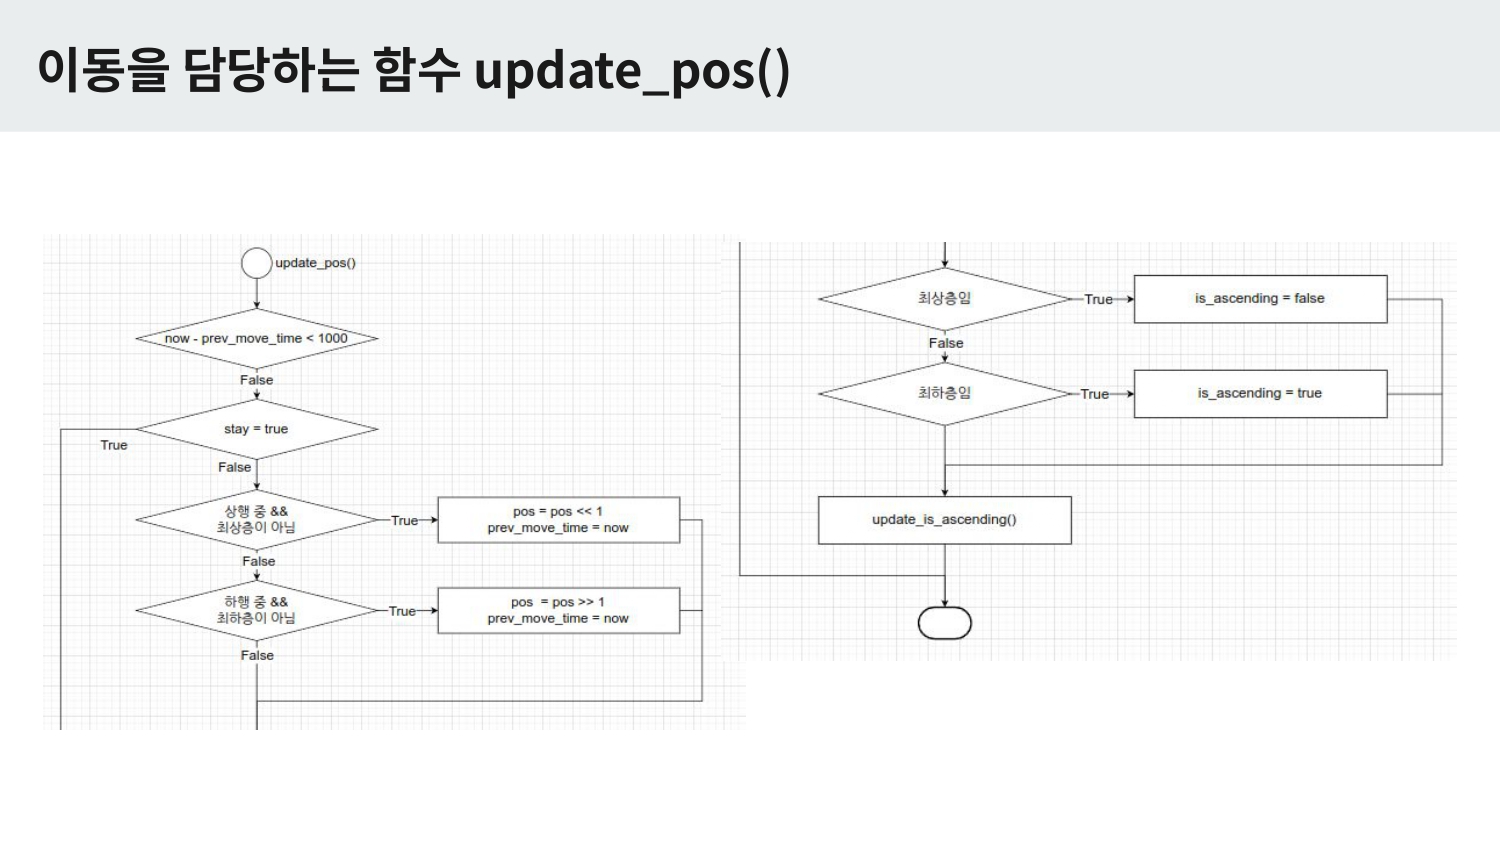 이동을 담당하는 함수 update_pos()
update_pos()
now - prev_move_time < 1000
False
stay = true
True
False
상행 중 &&
최상층이 아님
True
pos = pos << 1
prev_move_time = now
False
하행 중 &&
최하층이 아님
True
pos  = pos >> 1
prev_move_time = now
False
최상층임
True
is_ascending = false
False
최하층임
True
is_ascending = true
update_is_ascending()